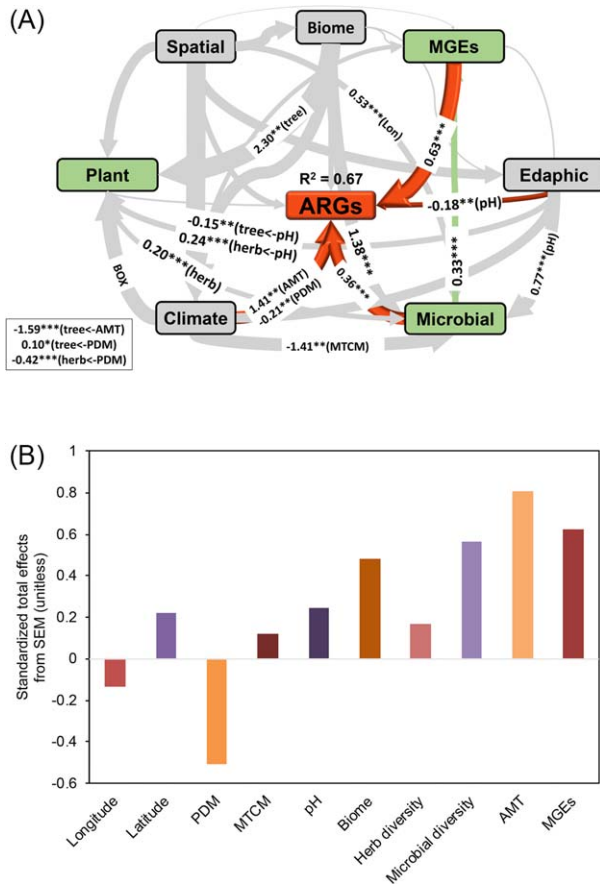 (A)
Spatial
Biome
MGEs
Plant
Edaphic
Climate
Microbial
R² = 0.67
ARGs
2.30**(tree)
0.53***(Lon)
0.63***
-0.18**(pH)
-0.15**(tree<-pH)
0.24***(herb<-pH)
0.20***(herb)
1.38***
0.36***
0.33***
0.77***(pH)
BOX
1.41**(AMT)
-0.21**(PDM)
-1.41**(MTCM)
-1.59***(tree<-AMT)
0.10*(tree<-PDM)
-0.42***(herb<-PDM)
(B)
Standardized total effects
from SEM (unitless)
1
0.8
0.6
0.4
0.2
0
-0.2
-0.4
-0.6
Longitude
Latitude
PDM
MTCM
pH
Biome
Herb diversity
Microbial diversity
AMT
MGEs